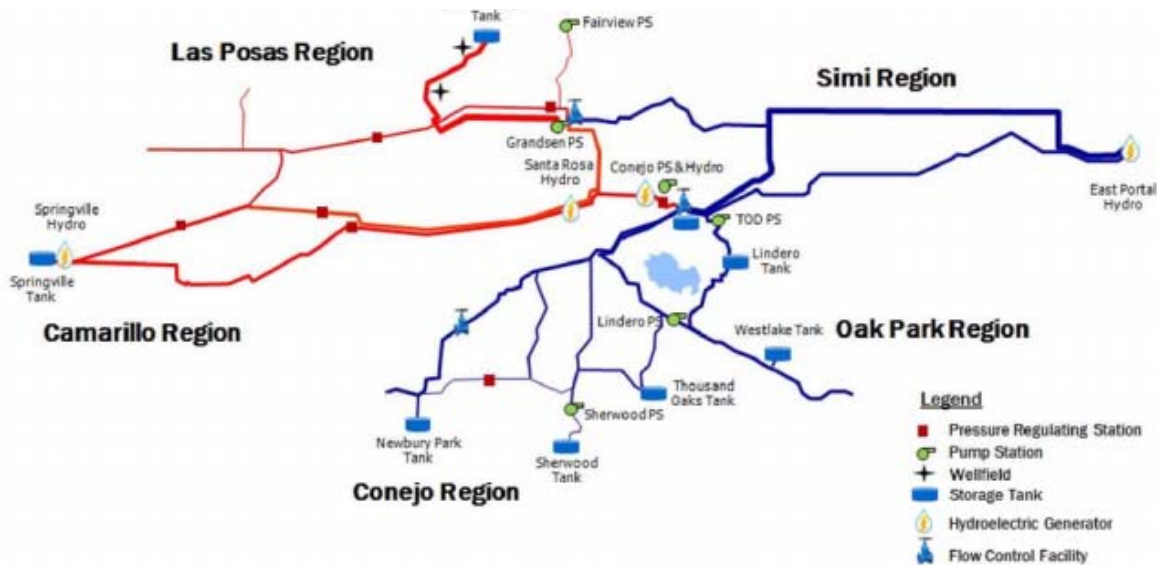 Tank
Fairview PS
Las Posas Region
Simi Region
Grandsen PS
Santa Rosa
Hydro
Conejo PS & Hydro
East Portal
Hydro
Springville
Hydro
TOD PS
Lindero
Tank
Springville
Tank
Camarillo Region
Lindero PS
Westlake Tank
Oak Park Region
Thousand
Oaks Tank
Sherwood PS
Newbury Park
Tank
Sherwood
Tank
Conejo Region
Legend
Pressure Regulating Station
Pump Station
Wellfield
Storage Tank
Hydroelectric Generator
Flow Control Facility